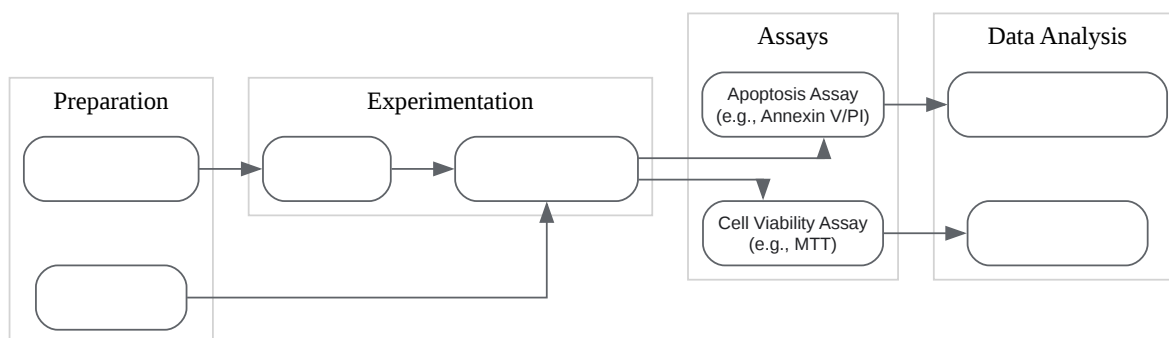 Preparation
Experimentation
Assays
Apoptosis Assay
(e.g., Annexin V/PI)
Cell Viability Assay
(e.g., MTT)
Data Analysis